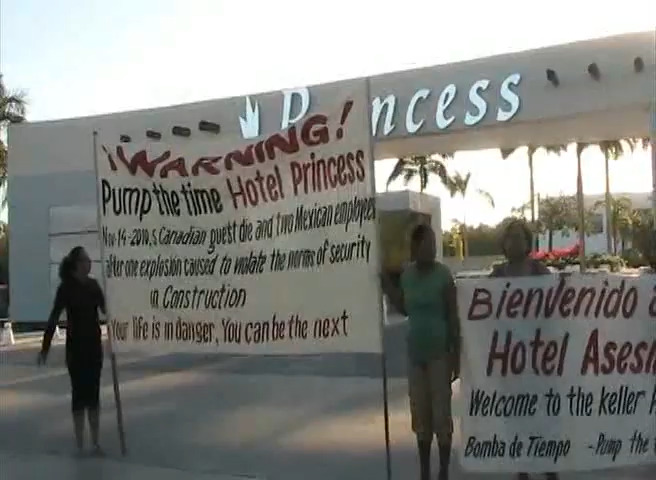 Princess
¡WARNING!
Pump the time Hotel Princess
Nov-14-2010, 5 Canadian guest die and two Mexican employees
after one explosion caused to violate the norms of security
in Construction
Your life is in danger, You can be the next
Bienvenido a
Hotel Asesi
Welcome to the keller
Bomba de Tiempo - Pump the